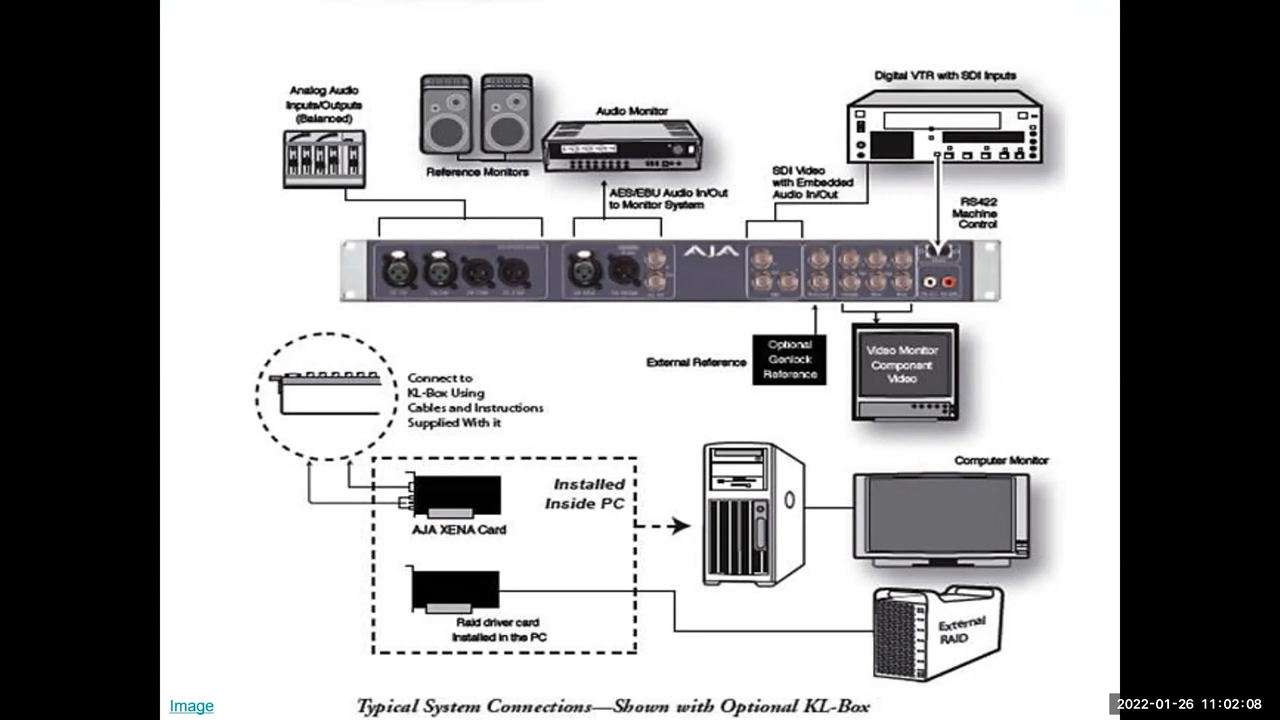 Analog Audio
Inputs/Outputs
(Balanced)
Reference Monitors
Audio Monitor
AES/EBU Audio In/Out
to Monitor System
Digital VTR with SDI Inputs
SDI Video
with Embedded
Audio In/Out
RS422
Machine
Control
AJA
External Reference
Optional
Genlock
Reference
Video Monitor
Component
Video
Connect to
KL-Box Using
Cables and Instructions
Supplied With it
Installed
Inside PC
AJA XENA Card
Raid driver card
Installed in the PC
Computer Monitor
External
RAID
Typical System Connections—Shown with Optional KL-Box
Image
2022-01-26 11:02:08